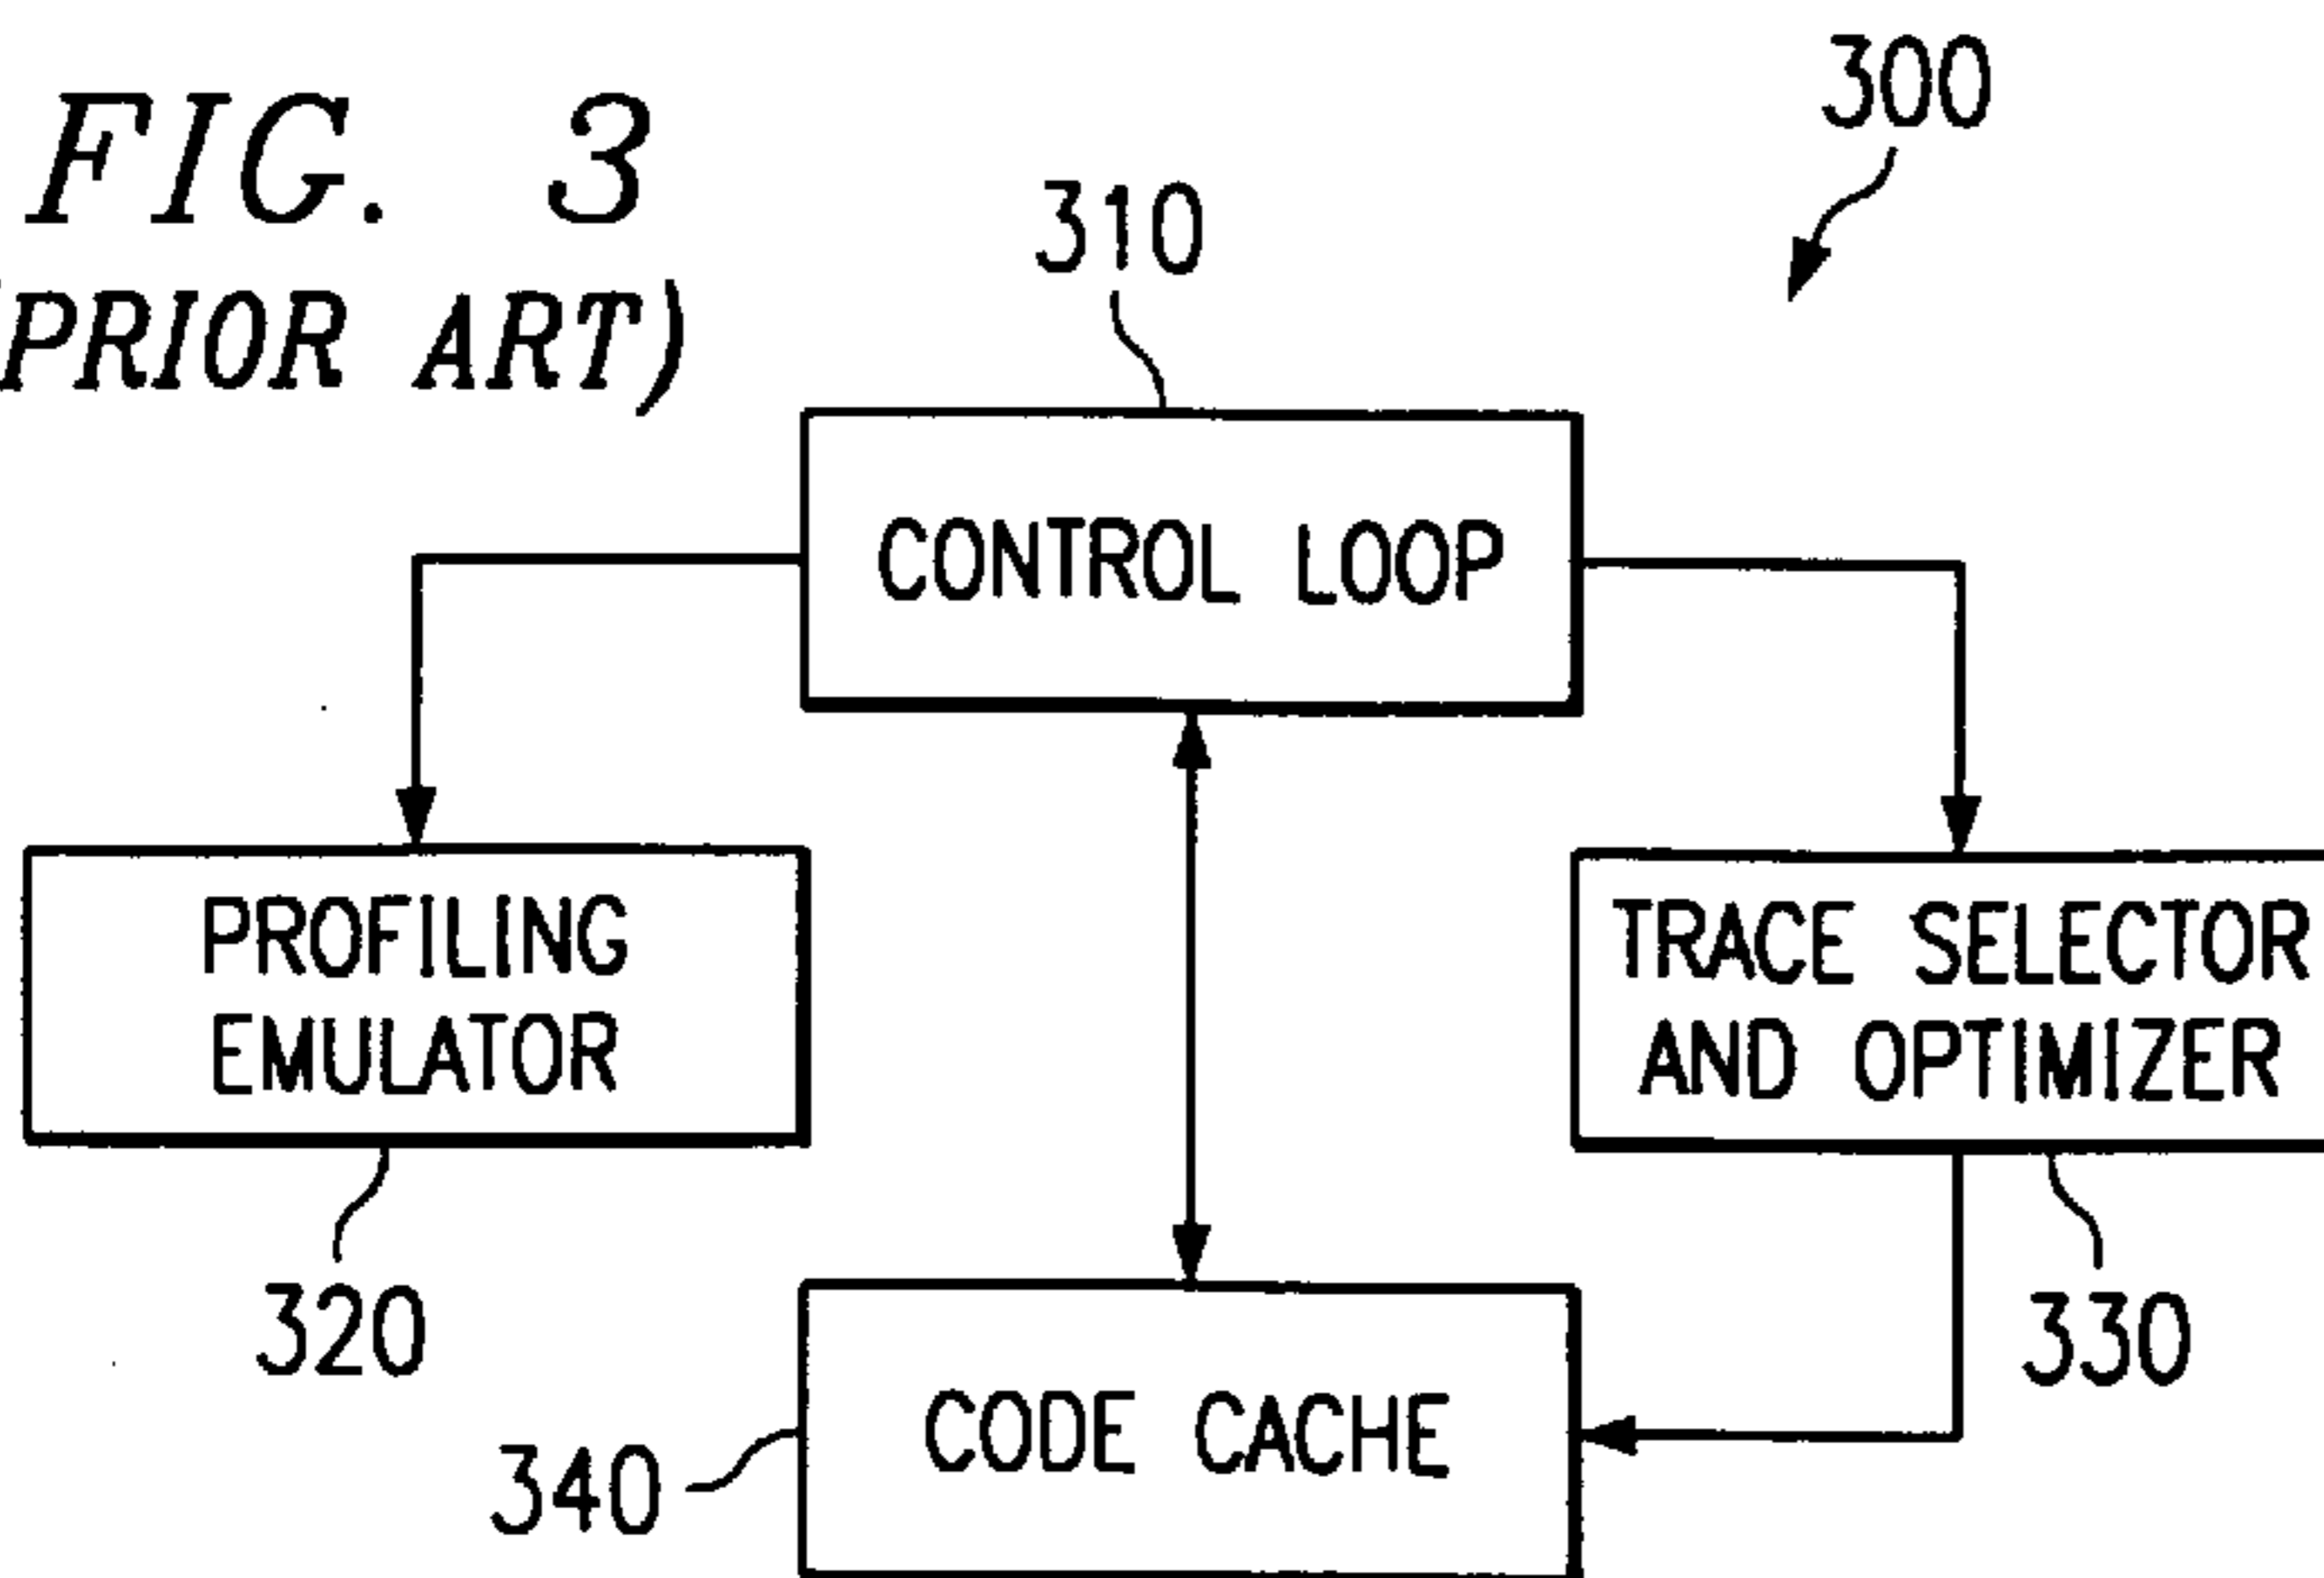 FIG. 3
(PRIOR ART)
300
310
CONTROL LOOP
PROFILING
EMULATOR
TRACE SELECTOR
AND OPTIMIZER
320
330
340
CODE CACHE